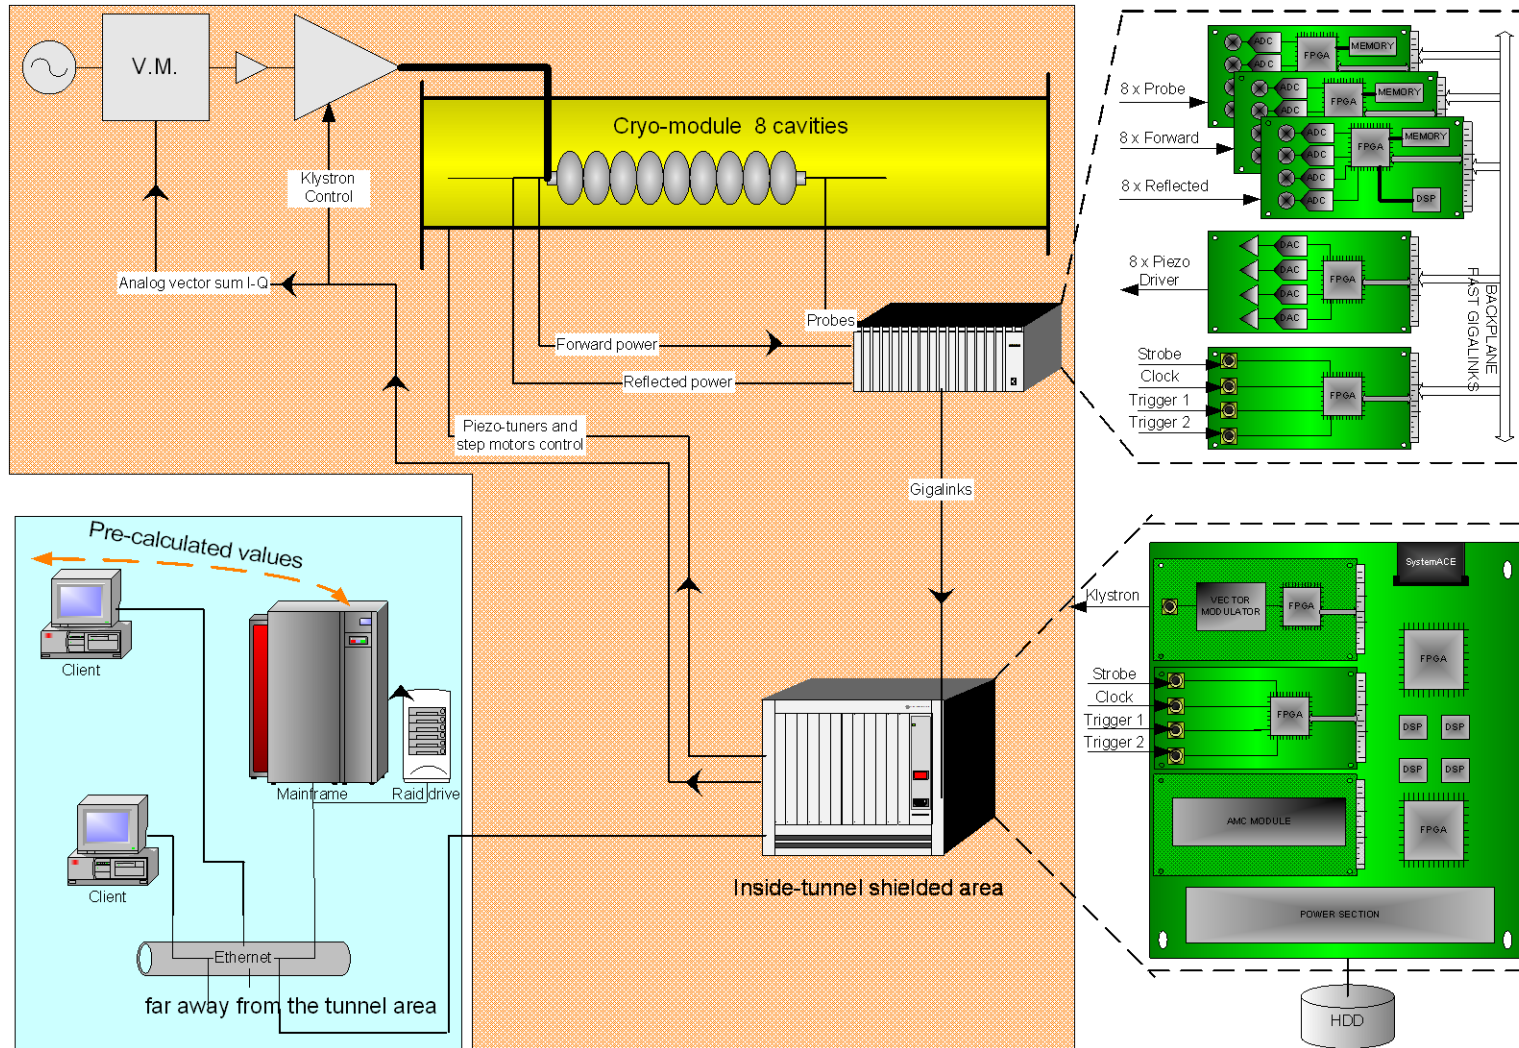 V.M.
Cryo-module 8 cavities
Klystron
Control
Analog vector sum I-Q
Probes
Forward power
Reflected power
Piezo-tuners and
step motors control
Gigalinks
Inside-tunnel shielded area
Pre-calculated values
Client
Mainframe
Raid drive
Client
Ethernet
far away from the tunnel area
8 x Probe
8 x Forward
8 x Reflected
ADC
ADC
FPGA
MEMORY
ADC
ADC
FPGA
MEMORY
ADC
ADC
ADC
ADC
FPGA
MEMORY
DSP
8 x Piezo
Driver
DAC
DAC
DAC
DAC
FPGA
Strobe
Clock
Trigger 1
Trigger 2
FPGA
BACKPLANE
FAST GIGALINKS
SystemACE
Klystron
VECTOR
MODULATOR
FPGA
FPGA
Strobe
Clock
Trigger 1
Trigger 2
FPGA
DSP
DSP
DSP
DSP
AMC MODULE
FPGA
POWER SECTION
HDD